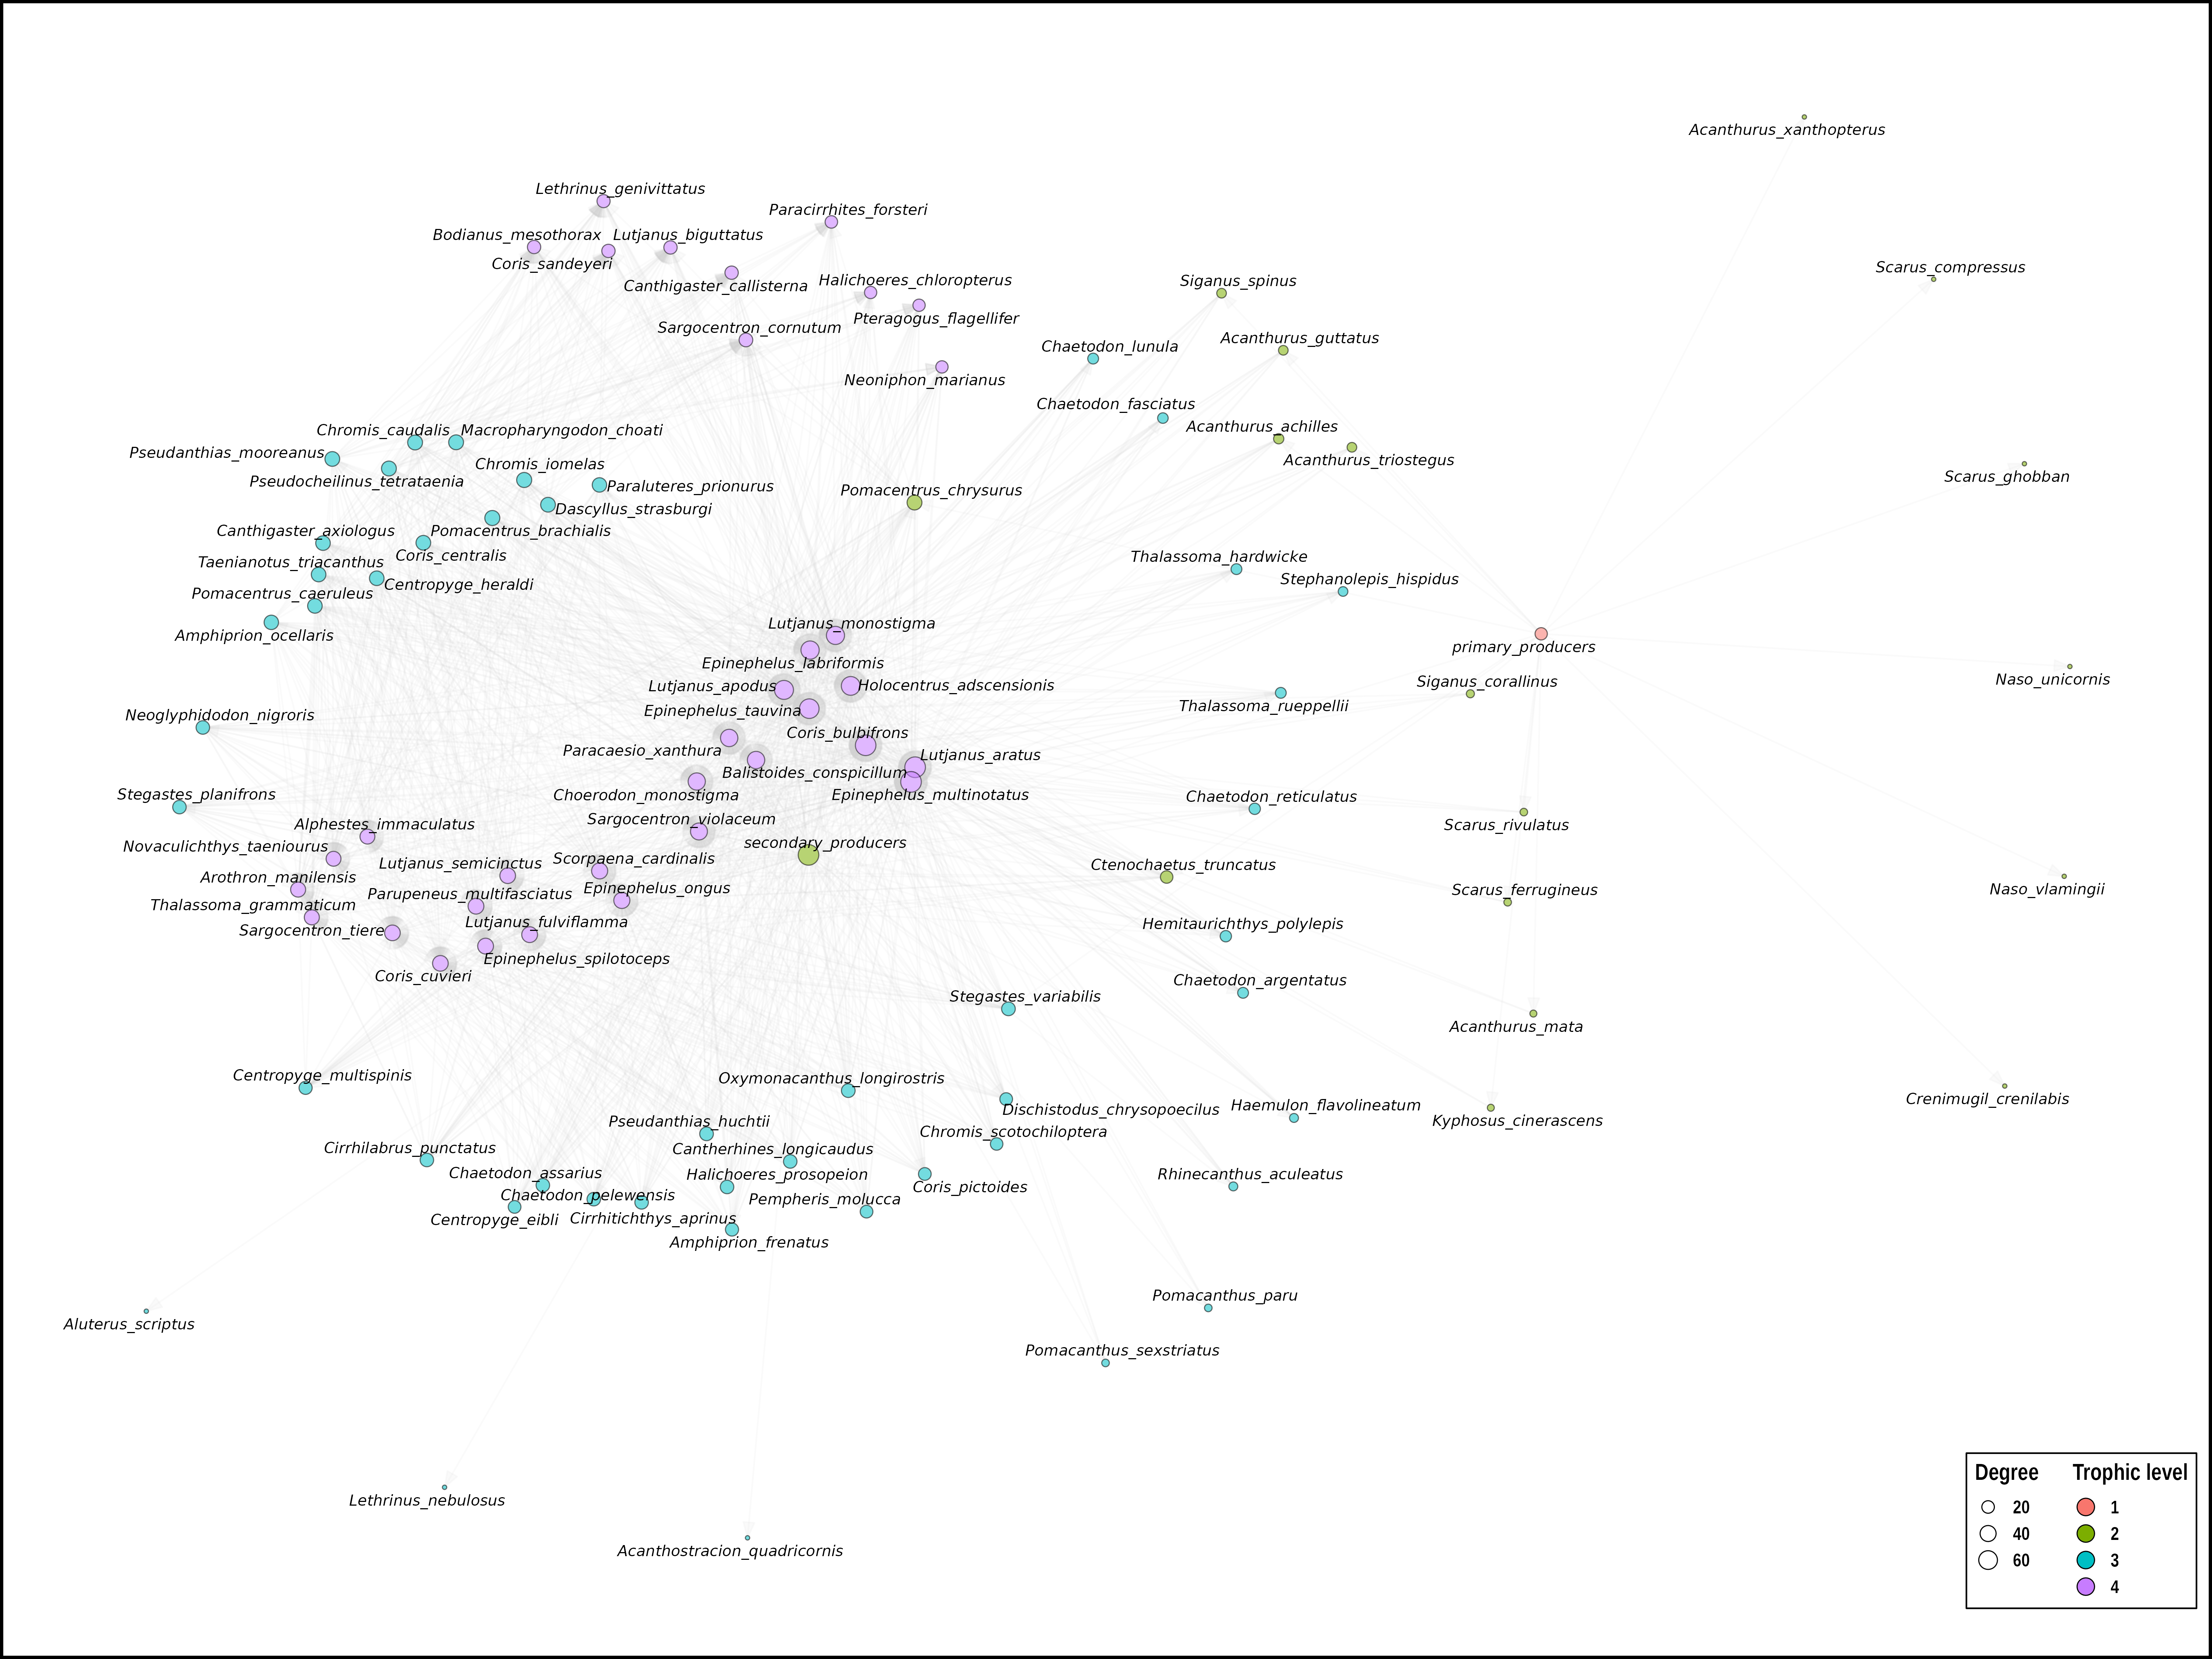 Acanthurus_xanthopterus
Lethrinus_genivittatus
Paracirrhites_forsteri
Bodianus_mesothorax
Lutjanus_biguttatus
Coris_sandeyeri
Scarus_compressus
Canthigaster_callisterna
Halichoeres_chloropterus
Siganus_spinus
Pteragogus_flagellifer
Sargocentron_cornutum
Acanthurus_guttatus
Chaetodon_lunula
Neoniphon_marianus
Chaetodon_fasciatus
Acanthurus_achilles
Chromis_caudalis
Macropharyngodon_choati
Pseudanthias_mooreanus
Acanthurus_triostegus
Chromis_iomelas
Scarus_ghobban
Pseudocheilinus_tetrataenia
Paraluteres_prionurus
Pomacentrus_chrysurus
Dascyllus_strasburgi
Canthigaster_axiologus
Pomacentrus_brachialis
Coris_centralis
Thalassoma_hardwicke
Taenianotus_triacanthus
Stephanolepis_hispidus
Centropyge_heraldi
Pomacentrus_caeruleus
Lutjanus_monostigma
Amphiprion_ocellaris
primary_producers
Epinephelus_labriformis
Naso_unicornis
Lutjanus_apodus
Holocentrus_adscensionis
Siganus_corallinus
Thalassoma_rueppellii
Epinephelus_tauvina
Neoglyphidodon_nigroris
Coris_bulbifrons
Paracaesio_xanthura
Lutjanus_aratus
Balistoides_conspicillum
Stegastes_planifrons
Choerodon_monostigma
Epinephelus_multinotatus
Chaetodon_reticulatus
Sargocentron_violaceum
Alphestes_immaculatus
Scarus_rivulatus
secondary_producers
Novaculichthys_taeniourus
Lutjanus_semicinctus
Scorpaena_cardinalis
Ctenochaetus_truncatus
Arothron_manilensis
Parupeneus_multifasciatus
Epinephelus_ongus
Scarus_ferrugineus
Naso_vlamingii
Thalassoma_grammaticum
Lutjanus_fulviflamma
Hemitaurichthys_polylepis
Sargocentron_tiere
Epinephelus_spilotoceps
Coris_cuvieri
Chaetodon_argentatus
Stegastes_variabilis
Acanthurus_mata
Centropyge_multispinis
Oxymonacanthus_longirostris
Crenimugil_crenilabis
Dischistodus_chrysopoecilus
Haemulon_flavolineatum
Kyphosus_cinerascens
Pseudanthias_huchtii
Chromis_scotochiloptera
Cirrhilabrus_punctatus
Cantherhines_longicaudus
Chaetodon_assarius
Halichoeres_prosopeion
Rhinecanthus_aculeatus
Coris_pictoides
Chaetodon_pelewensis
Pempheris_molucca
Centropyge_eibli
Cirrhitichthys_aprinus
Amphiprion_frenatus
Pomacanthus_paru
Aluterus_scriptus
Pomacanthus_sexstriatus
Lethrinus_nebulosus
Acanthostracion_quadricornis
Degree
20
40
60
Trophic level
1
2
3
4